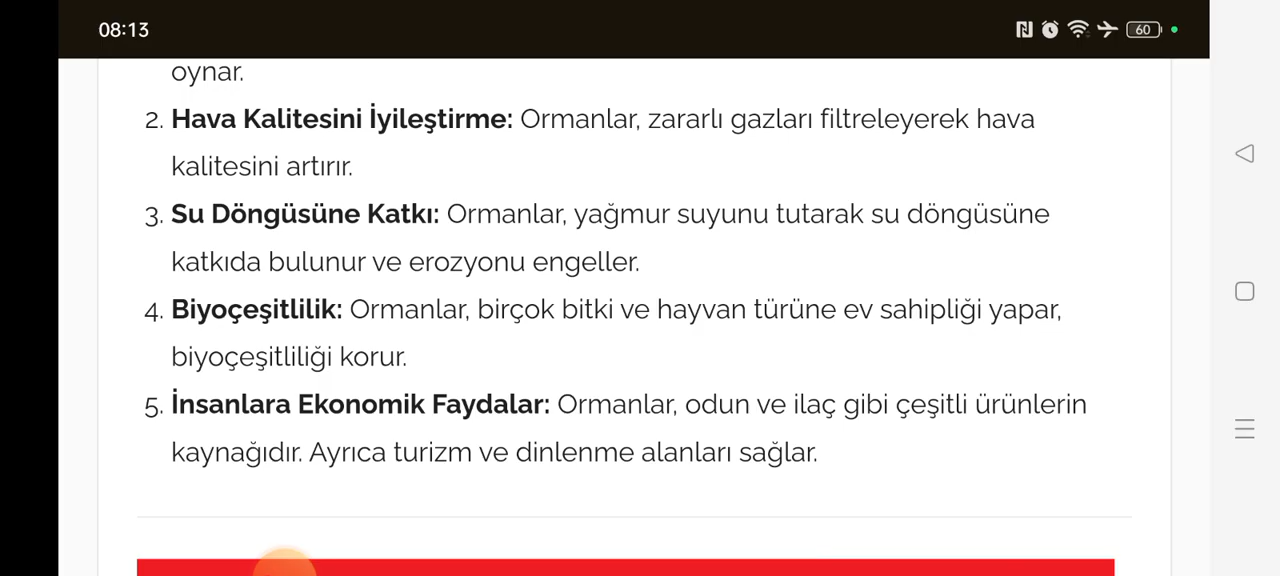 08:13
60
oynar.
2. Hava Kalitesini İyileştirme: Ormanlar, zararlı gazları filtreleyerek hava
kalitesini artırır.
3. Su Döngüsüne Katkı: Ormanlar, yağmur suyunu tutarak su döngüsüne
katkıda bulunur ve erozyonu engeller.
4. Biyoçeşitlilik: Ormanlar, birçok bitki ve hayvan türüne ev sahipliği yapar,
biyoçeşitliliği korur.
5. İnsanlara Ekonomik Faydalar: Ormanlar, odun ve ilaç gibi çeşitli ürünlerin
kaynağıdır. Ayrıca turizm ve dinlenme alanları sağlar.